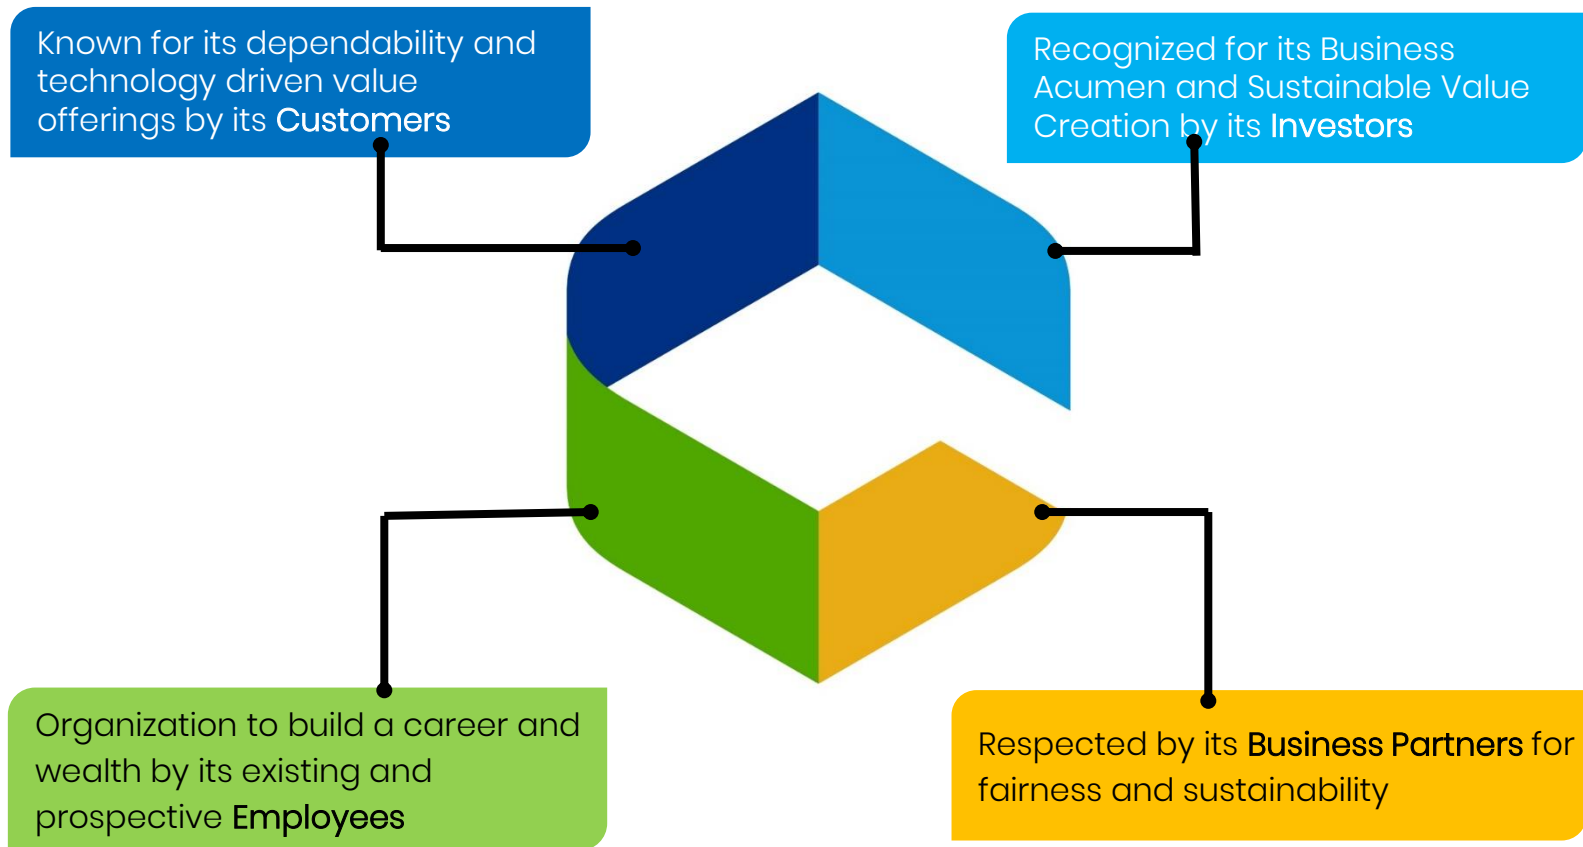 Known for its dependability and
technology driven value
offerings by its Customers
Recognized for its Business
Acumen and Sustainable Value
Creation by its Investors
Organization to build a career and
wealth by its existing and
prospective Employees
Respected by its Business Partners for
fairness and sustainability